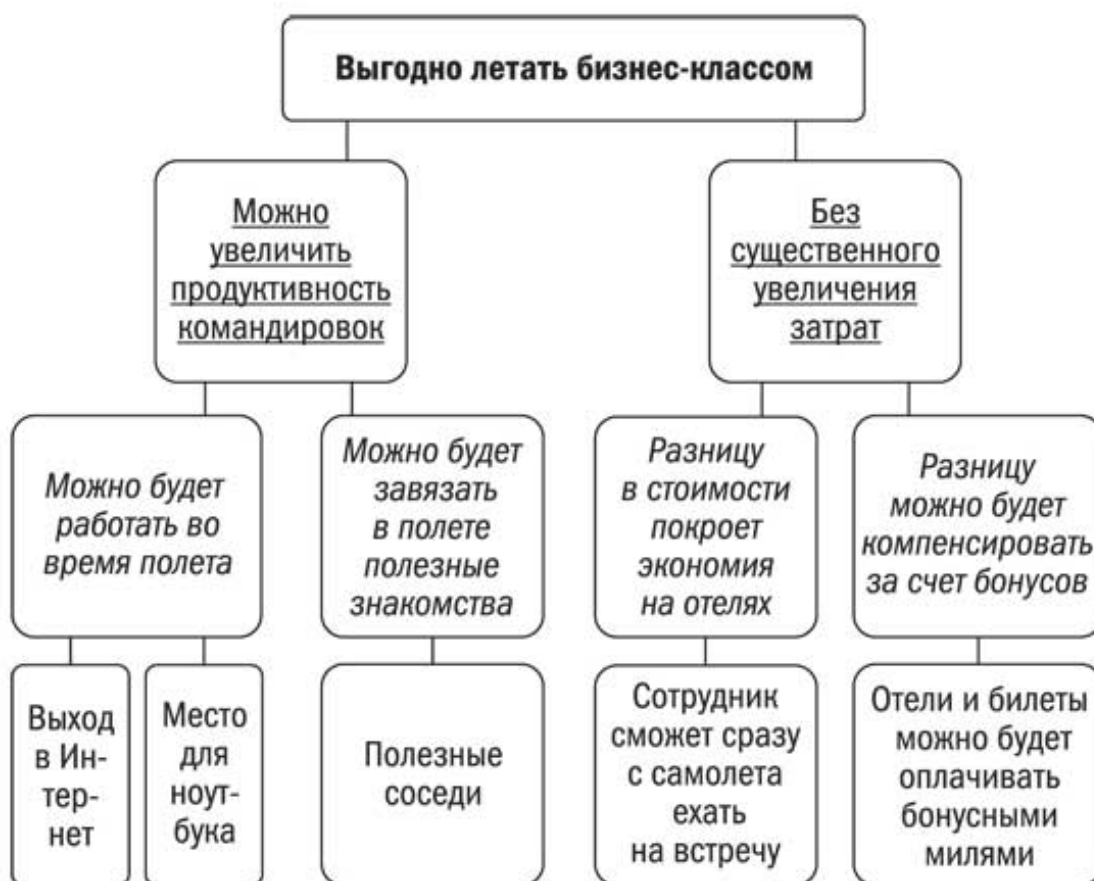 Выгодно летать бизнес-классом
Можно
увеличить
продуктивность
командировок
Без
существенного
увеличения
затрат
Можно будет
работать во
время полета
Можно будет
завязать
в полете
полезные
знакомства
Разницу
в стоимости
покроет
экономия
на отелях
Разницу
можно будет
компенсировать
за счет бонусов
Выход
в Ин-
тер-
нет
Место
для
ноут-
бука
Полезные
соседи
Сотрудник
сможет сразу
с самолета
ехать
на встречу
Отели и билеты
можно будет
оплачивать
бонусными
милями